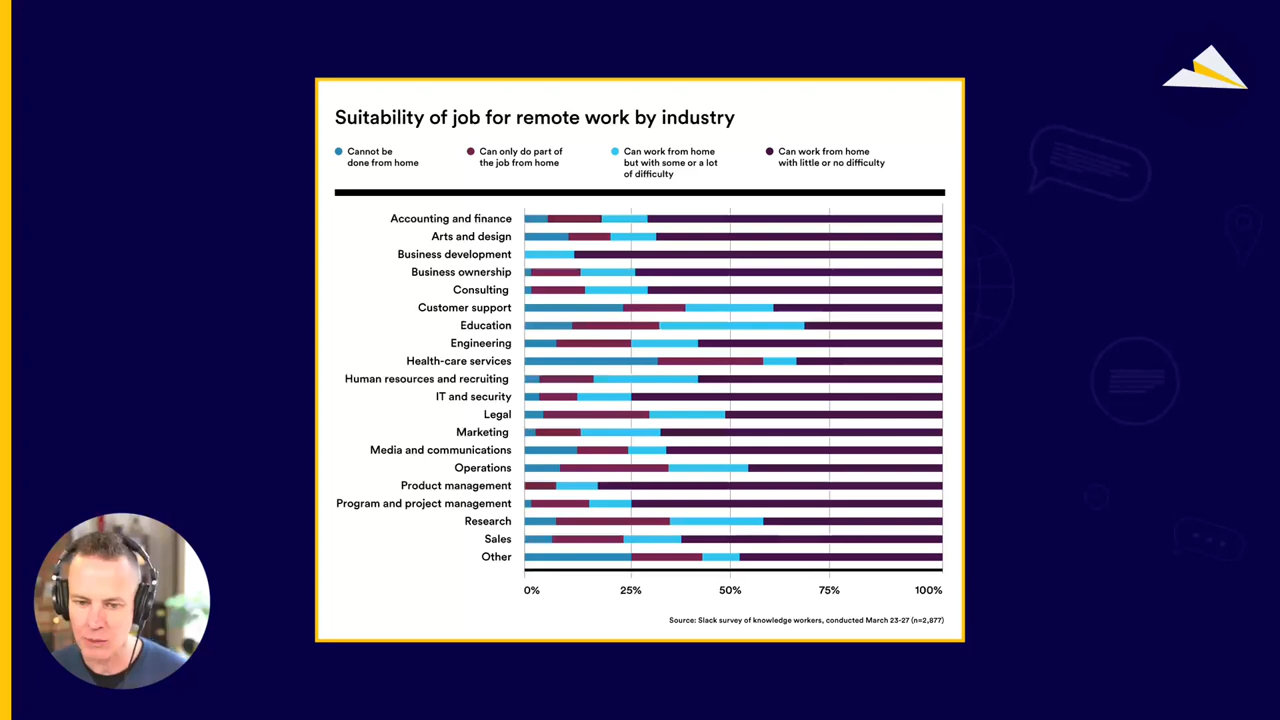 Suitability of job for remote work by industry
Cannot be
done from home
Can only do part of
the job from home
Can work from home
but with some or a lot
of difficulty
Can work from home
with little or no difficulty
Accounting and finance
Arts and design
Business development
Business ownership
Consulting
Customer support
Education
Engineering
Health-care services
Human resources and recruiting
IT and security
Legal
Marketing
Media and communications
Operations
Product management
Program and project management
Research
Sales
Other
0% 25% 50% 75% 100%
Source: Slack survey of knowledge workers, conducted March 23-27 (n=2,877)